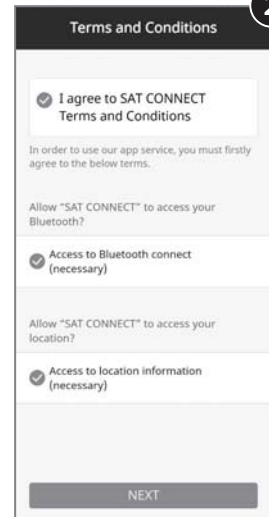 Terms and Conditions
I agree to SAT CONNECT
Terms and Conditions
In order to use our app service, you must firstly
agree to the below terms.
Allow "SAT CONNECT" to access your
Bluetooth?
Access to Bluetooth connect
(necessary)
Allow "SAT CONNECT" to access your
location?
Access to location information
(necessary)
NEXT